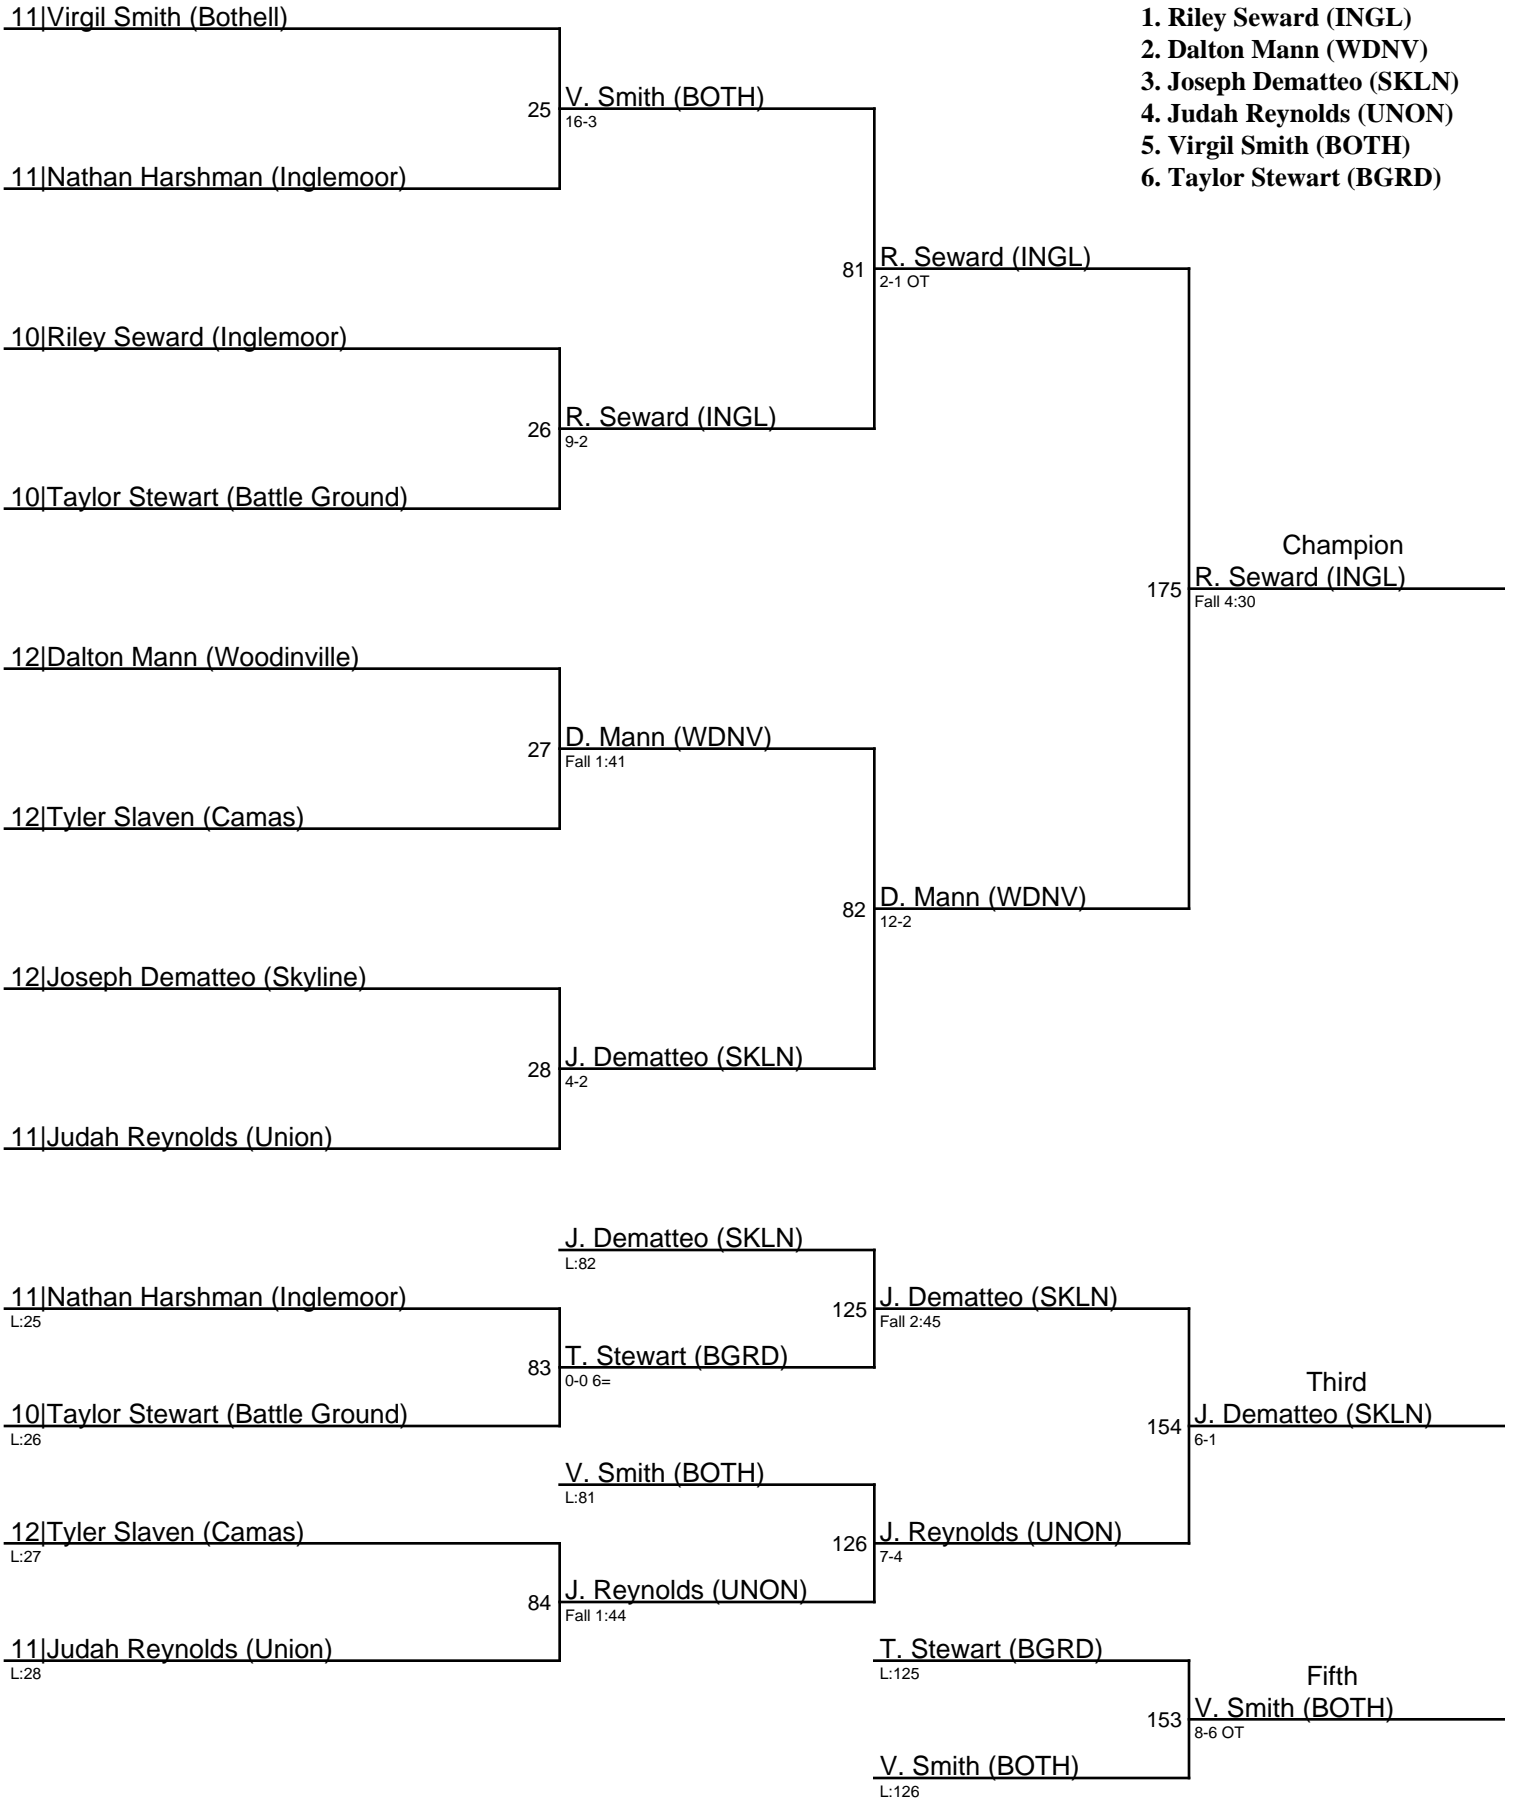 11|Virgil Smith (Bothell)
1. Riley Seward (INGL)
2. Dalton Mann (WDNV)
3. Joseph Dematteo (SKLN)
4. Judah Reynolds (UNON)
5. Virgil Smith (BOTH)
6. Taylor Stewart (BGRD)
25
V. Smith (BOTH)
16-3
11|Nathan Harshman (Inglemoor)
81
R. Seward (INGL)
2-1 OT
10|Riley Seward (Inglemoor)
26
R. Seward (INGL)
9-2
10|Taylor Stewart (Battle Ground)
Champion
175
R. Seward (INGL)
Fall 4:30
12|Dalton Mann (Woodinville)
27
D. Mann (WDNV)
Fall 1:41
12|Tyler Slaven (Camas)
82
D. Mann (WDNV)
12-2
12|Joseph Dematteo (Skyline)
28
J. Dematteo (SKLN)
4-2
11|Judah Reynolds (Union)
J. Dematteo (SKLN)
L:82
11|Nathan Harshman (Inglemoor)
L:25
125
J. Dematteo (SKLN)
Fall 2:45
83
T. Stewart (BGRD)
0-0 6=
10|Taylor Stewart (Battle Ground)
L:26
Third
154
J. Dematteo (SKLN)
6-1
V. Smith (BOTH)
L:81
12|Tyler Slaven (Camas)
L:27
126
J. Reynolds (UNON)
7-4
84
J. Reynolds (UNON)
Fall 1:44
11|Judah Reynolds (Union)
L:28
T. Stewart (BGRD)
L:125
Fifth
153
V. Smith (BOTH)
8-6 OT
V. Smith (BOTH)
L:126